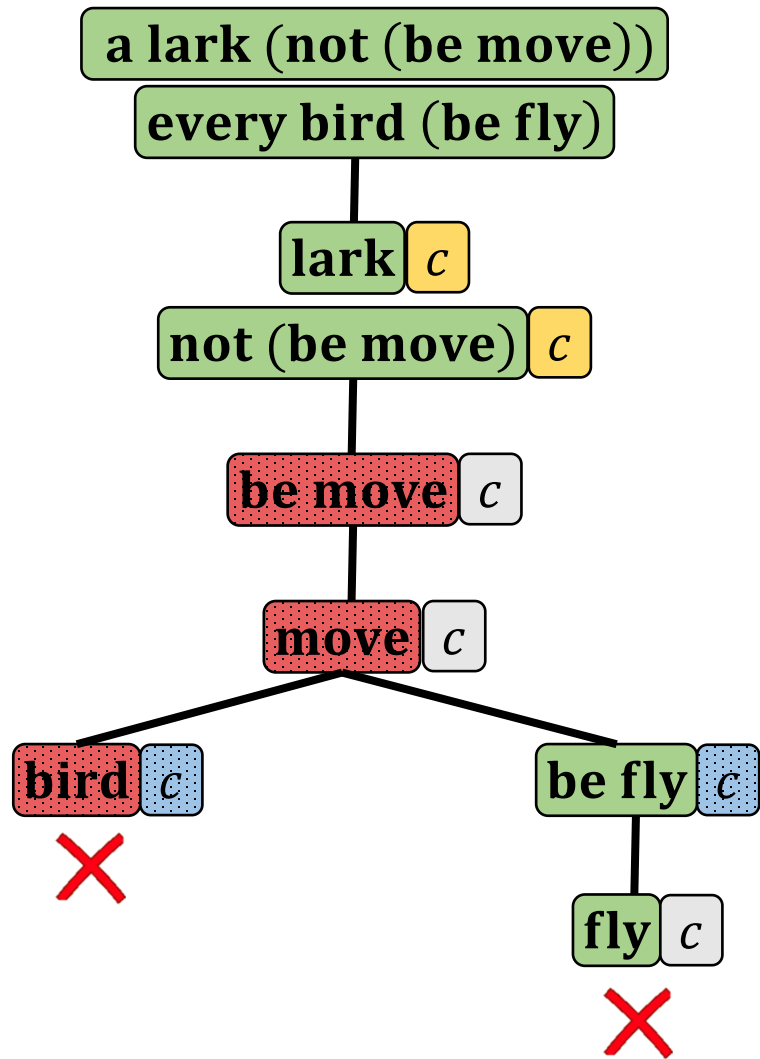 a lark (not (be move))
every bird (be fly)
lark c
not (be move) c
be move c
move c
bird c
be fly c
fly c